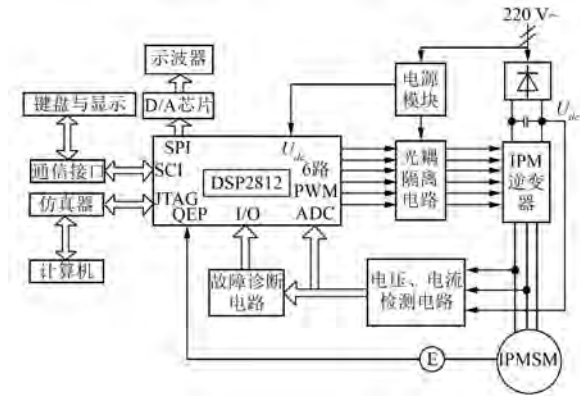 220 V~
示波器
电源
模块
键盘与显示
D/A芯片
U_dc
SPI
U_dc
通信接口
SCI
6路
光耦
隔离
电路
IPM
逆变
器
DSP2812
PWM
仿真器
JTAG
QEP
I/O
ADC
计算机
故障诊断
电路
电压、电流
检测电路
E
IPMSM